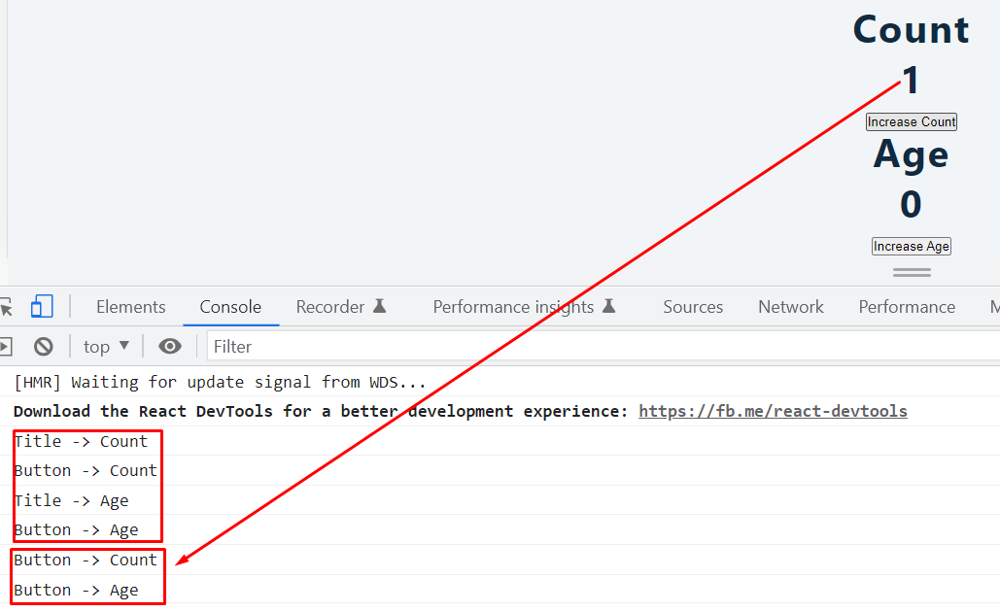 Count
1
Increase Count
Age
0
Increase Age
Elements Console Recorder Performance insights Sources Network Performance M
top Filter
[HMR] Waiting for update signal from WDS...
Download the React DevTools for a better development experience: https://fb.me/react-devtools
Title -> Count
Button -> Count
Title -> Age
Button -> Age
Button -> Count
Button -> Age